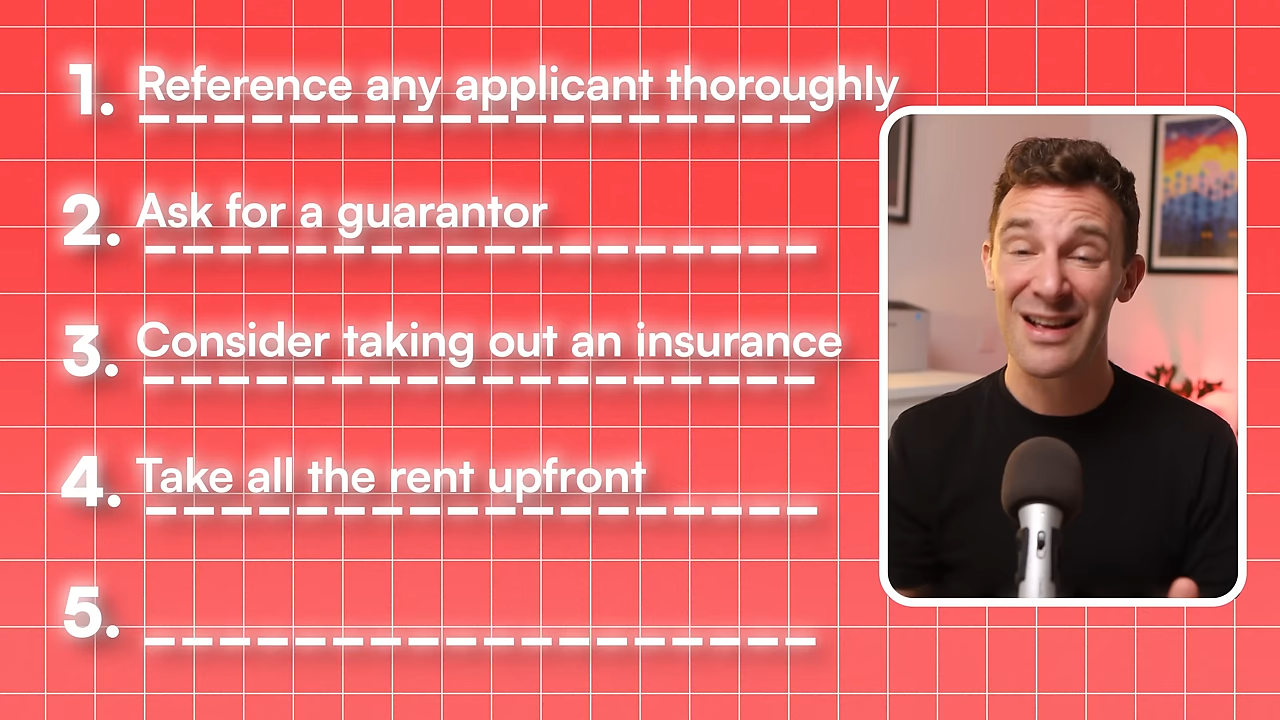 1. Reference any applicant thoroughly
2. Ask for a guarantor
3. Consider taking out an insurance
4. Take all the rent upfront
5.